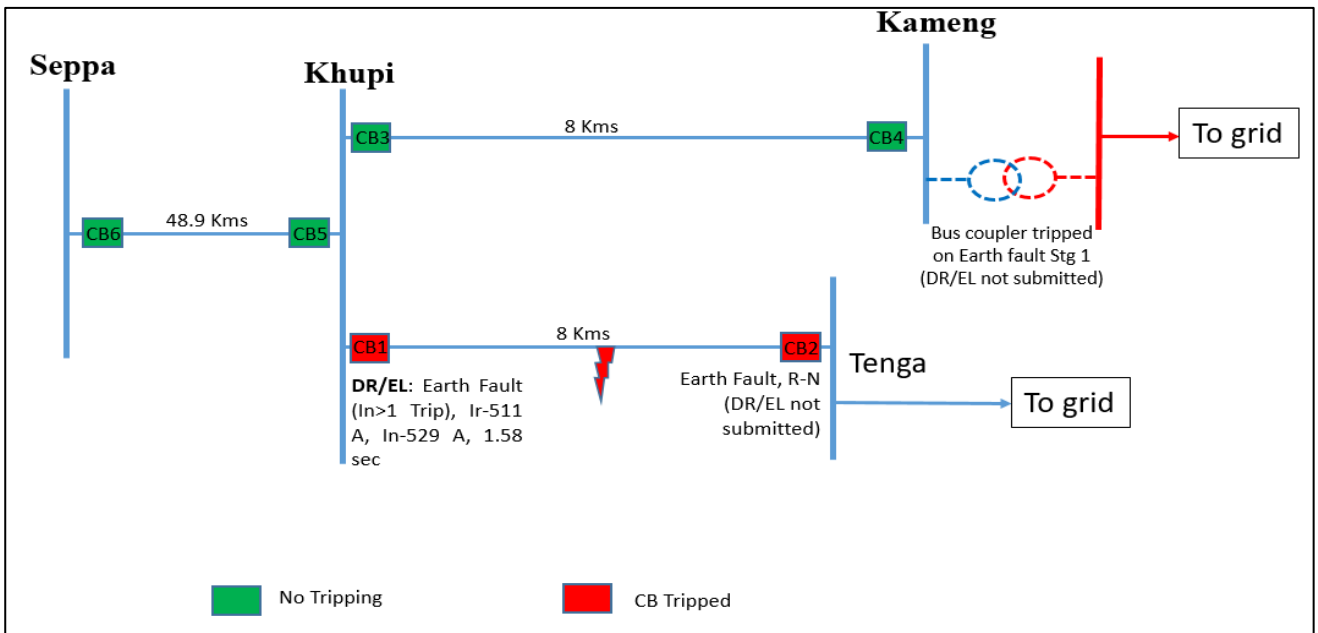 Kameng
Seppa
Khupi
CB3
8 Kms
CB4
To grid
CB6
48.9 Kms
CB5
Bus coupler tripped
on Earth fault Stg 1
(DR/EL not submitted)
CB1
8 Kms
CB2
Tenga
DR/EL: Earth Fault
(In>1 Trip), Ir-511
A, In-529 A, 1.58
sec
Earth Fault, R-N
(DR/EL not
submitted)
To grid
No Tripping
CB Tripped